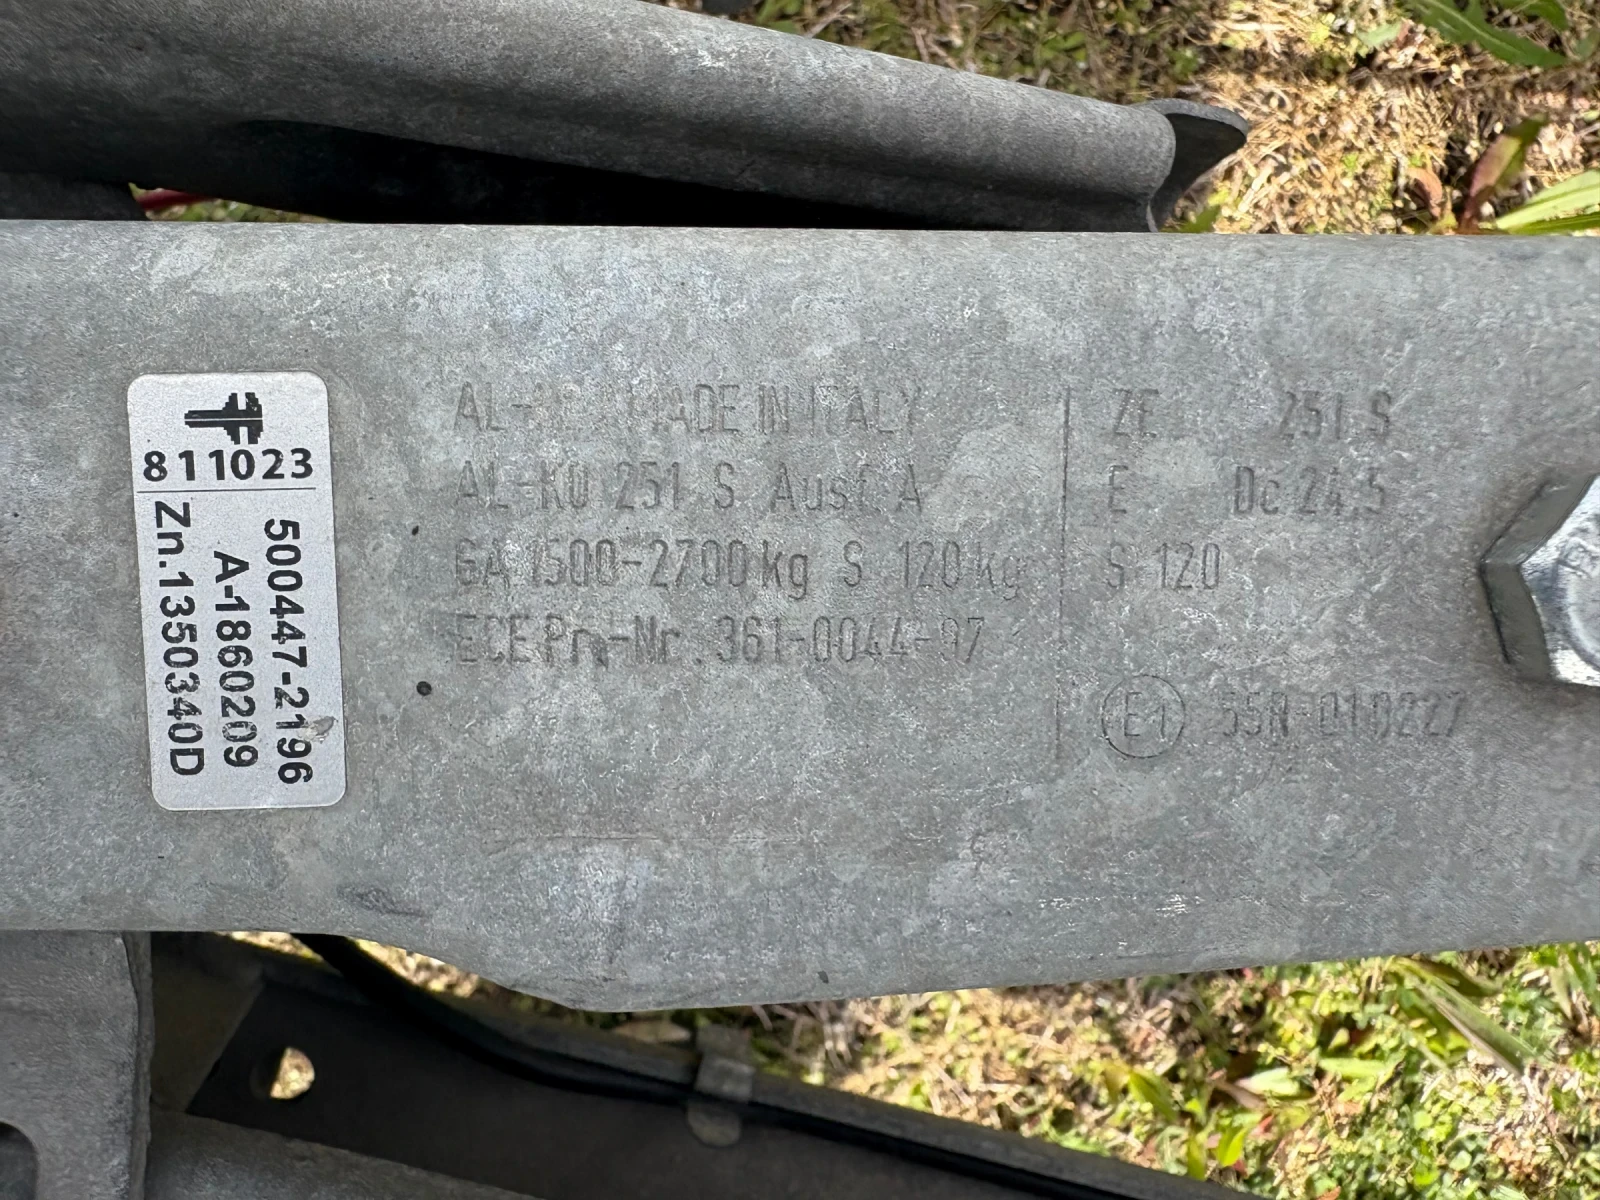 811023
500447-2196
A-1860209
Zn.1350340D
MADE IN ITALY
AL-KO 251 S Ausf. A
GA 1500-2700 kg S 120 kg
ECE Pr.-Nr. 361-0044-97
ZE 251 S
E Dc 24,5
S 120
E1 55R-010227